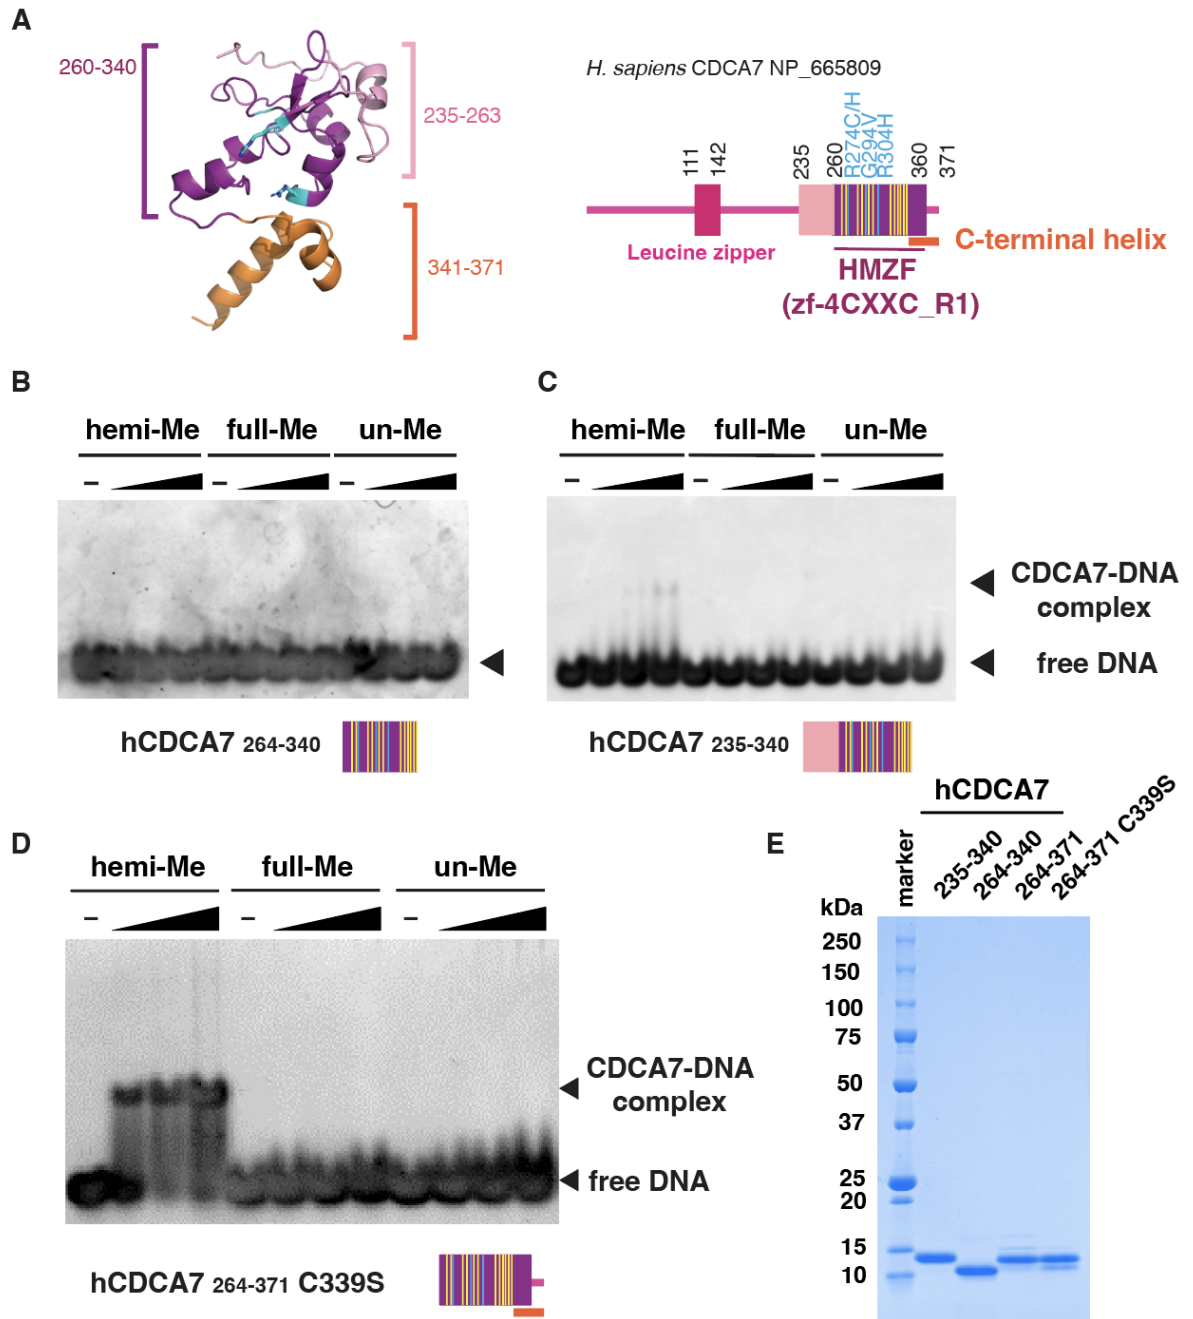 A
260-340
235-263
341-371
H. sapiens CDCA7 NP_665809
111
142
235
260
R274C/H
G294V
R304H
360
371
Leucine zipper
C-terminal helix
HMZF
(zf-4CXXC_R1)
B
hemi-Me full-Me un-Me
– – –
hCDCA7 264-340
C
hemi-Me full-Me un-Me
– – –
CDCA7-DNA
complex
free DNA
hCDCA7 235-340
D
hemi-Me full-Me un-Me
– – –
CDCA7-DNA
complex
free DNA
hCDCA7 264-371 C339S
E
hCDCA7
marker
235-340
264-340
264-371
264-371 C339S
kDa
250
150
100
75
50
37
25
20
15
10